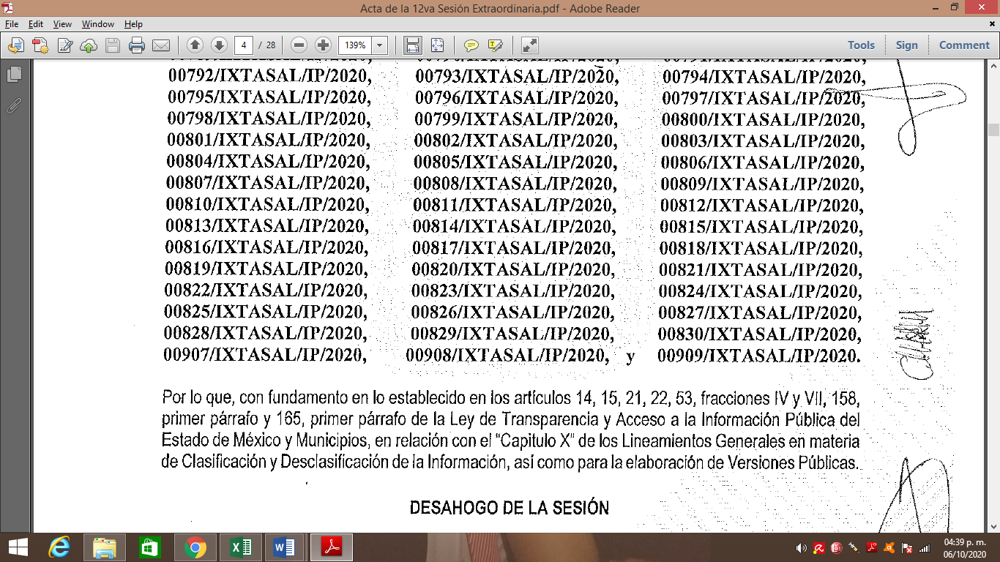 Acta de la 12va Sesión Extraordinaria.pdf - Adobe Reader
File Edit View Window Help
4 / 28 139% Tools Sign Comment
00792/IXTASAL/IP/2020, 00793/IXTASAL/IP/2020, 00794/IXTASAL/IP/2020,
00795/IXTASAL/IP/2020, 00796/IXTASAL/IP/2020, 00797/IXTASAL/IP/2020,
00798/IXTASAL/IP/2020, 00799/IXTASAL/IP/2020, 00800/IXTASAL/IP/2020,
00801/IXTASAL/IP/2020, 00802/IXTASAL/IP/2020, 00803/IXTASAL/IP/2020,
00804/IXTASAL/IP/2020, 00805/IXTASAL/IP/2020, 00806/IXTASAL/IP/2020,
00807/IXTASAL/IP/2020, 00808/IXTASAL/IP/2020, 00809/IXTASAL/IP/2020,
00810/IXTASAL/IP/2020, 00811/IXTASAL/IP/2020, 00812/IXTASAL/IP/2020,
00813/IXTASAL/IP/2020, 00814/IXTASAL/IP/2020, 00815/IXTASAL/IP/2020,
00816/IXTASAL/IP/2020, 00817/IXTASAL/IP/2020, 00818/IXTASAL/IP/2020,
00819/IXTASAL/IP/2020, 00820/IXTASAL/IP/2020, 00821/IXTASAL/IP/2020,
00822/IXTASAL/IP/2020, 00823/IXTASAL/IP/2020, 00824/IXTASAL/IP/2020,
00825/IXTASAL/IP/2020, 00826/IXTASAL/IP/2020, 00827/IXTASAL/IP/2020,
00828/IXTASAL/IP/2020, 00829/IXTASAL/IP/2020, 00830/IXTASAL/IP/2020,
00907/IXTASAL/IP/2020, 00908/IXTASAL/IP/2020, y 00909/IXTASAL/IP/2020.
Por lo que, con fundamento en lo establecido en los artículos 14, 15, 21, 22, 53, fracciones IV y VII, 158,
primer párrafo y 165, primer párrafo de la Ley de Transparencia y Acceso a la Información Pública del
Estado de México y Municipios, en relación con el "Capitulo X" de los Lineamientos Generales en materia
de Clasificación y Desclasificación de la Información, así como para la elaboración de Versiones Públicas.
DESAHOGO DE LA SESIÓN
04:39 p. m.
06/10/2020